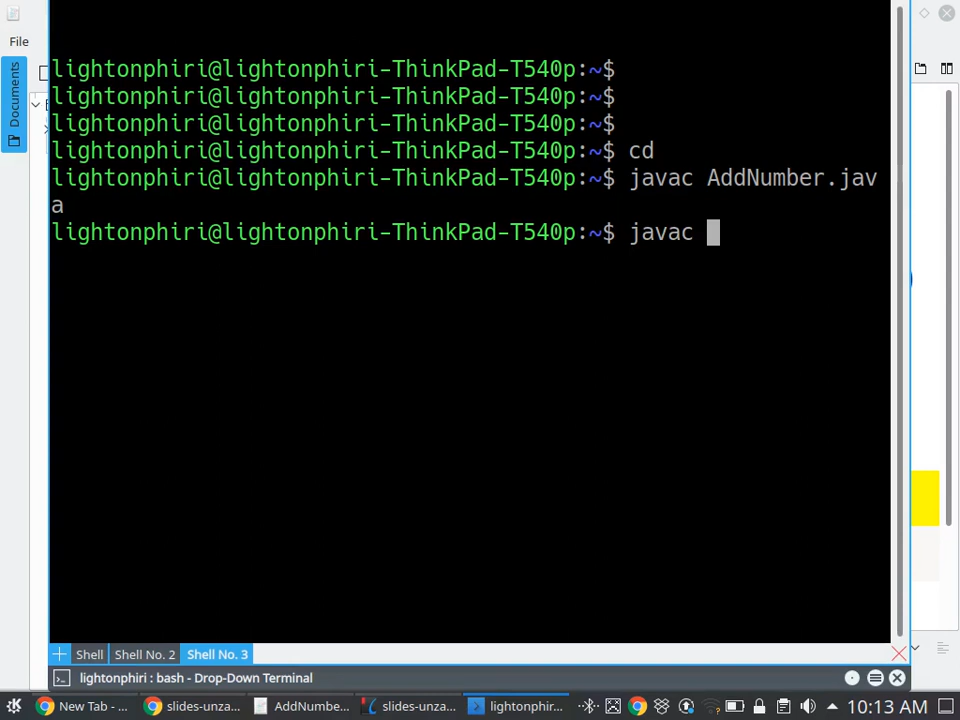 File
Documents
lightonphiri@lightonphiri-ThinkPad-T540p:~$
lightonphiri@lightonphiri-ThinkPad-T540p:~$
lightonphiri@lightonphiri-ThinkPad-T540p:~$
lightonphiri@lightonphiri-ThinkPad-T540p:~$ cd
lightonphiri@lightonphiri-ThinkPad-T540p:~$ javac AddNumber.jav
a
lightonphiri@lightonphiri-ThinkPad-T540p:~$ javac
Shell Shell No. 2 Shell No. 3
lightonphiri : bash - Drop-Down Terminal
New Tab - ... slides-unza... AddNumbe... slides-unza... lightonphir... 10:13 AM